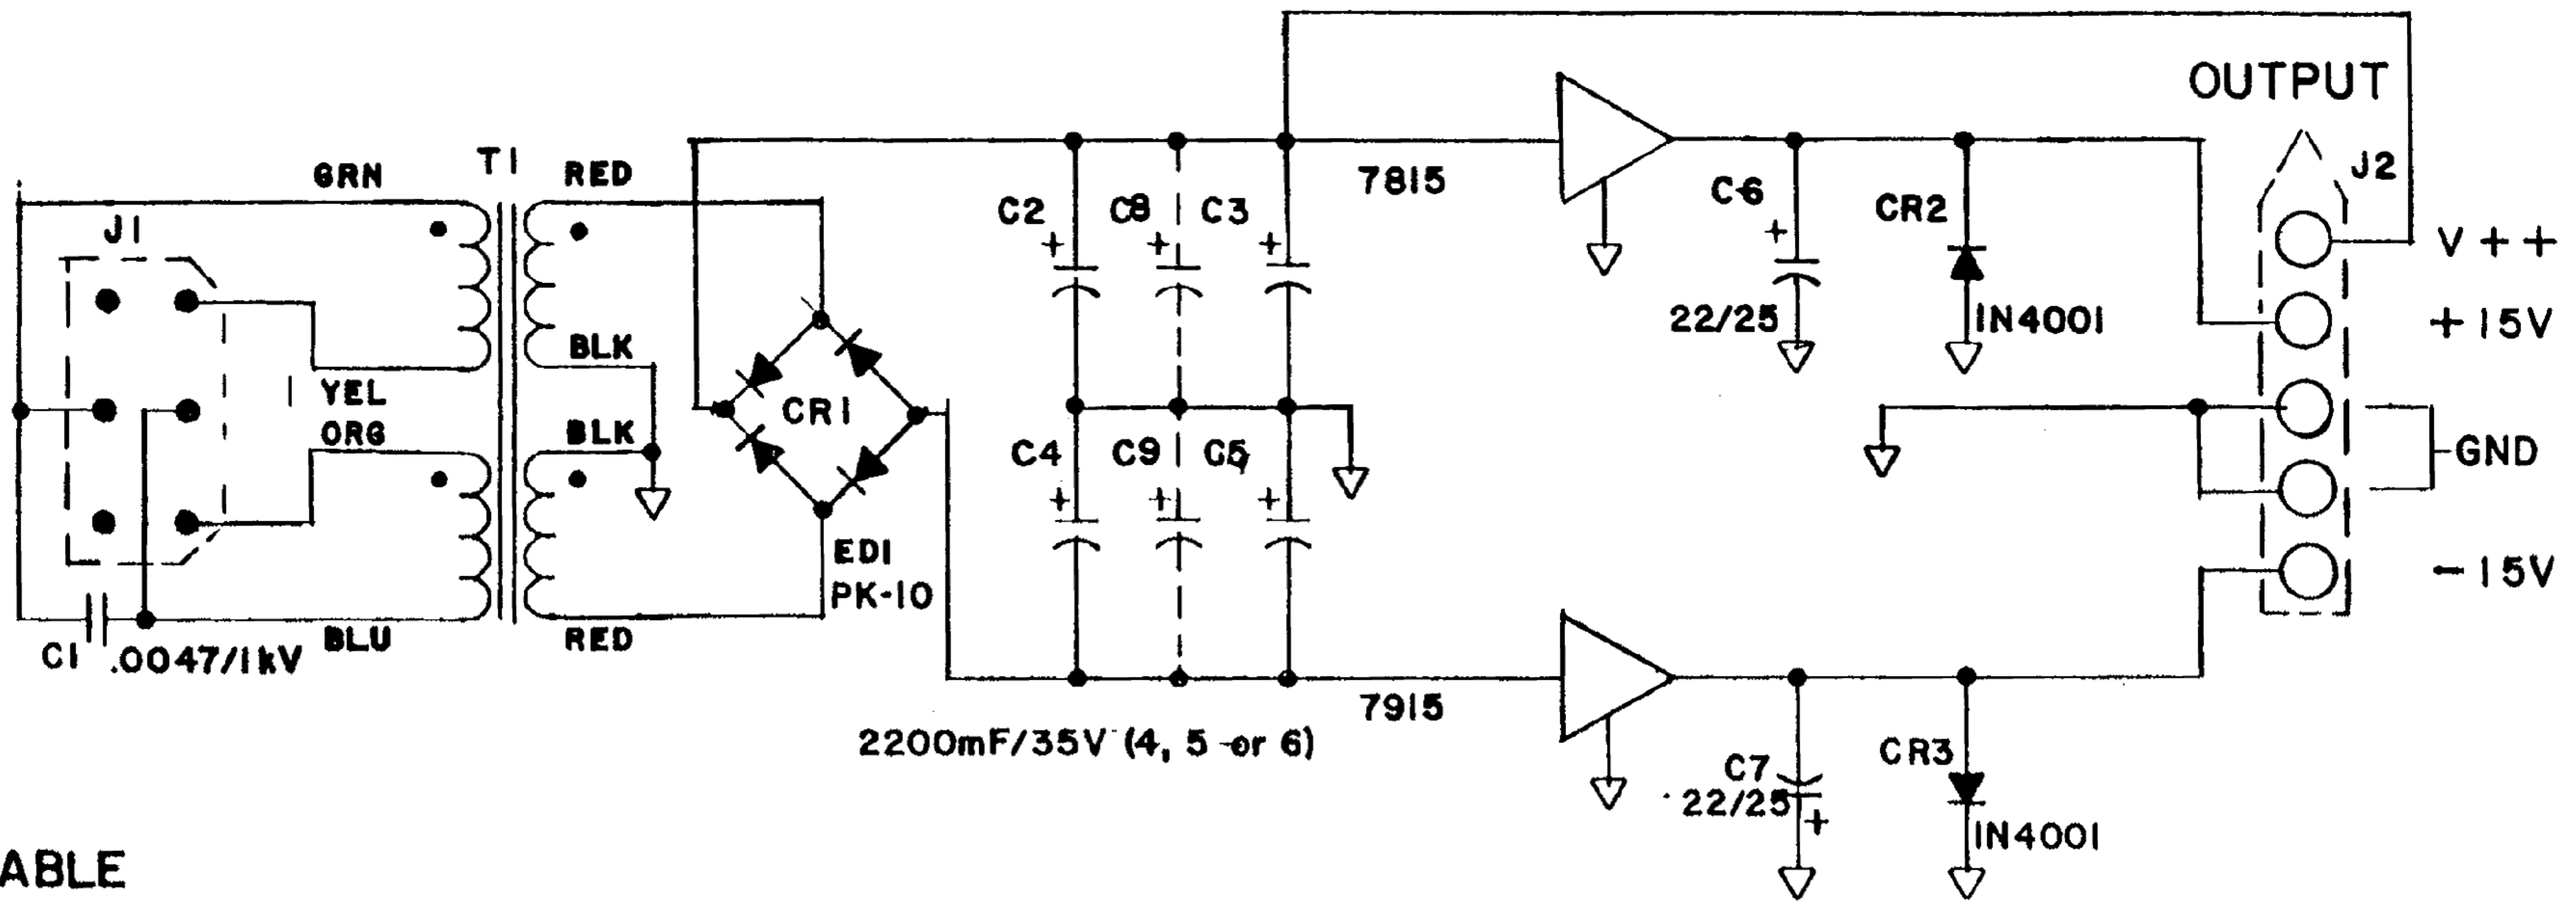 OUTPUT
J2
V++
+15V
GND
-15V
T1
GRN
RED
J1
BLK
YEL
ORG
BLK
BLU
RED
C1 .0047/1kV
CR1
EDI
PK-10
C2
C8
C3
C4
C9
C5
+
+
+
+
+
+
7815
7915
2200mF/35V (4, 5 or 6)
C6
+
22/25
CR2
1N4001
C7
22/25
+
CR3
1N4001
ABLE